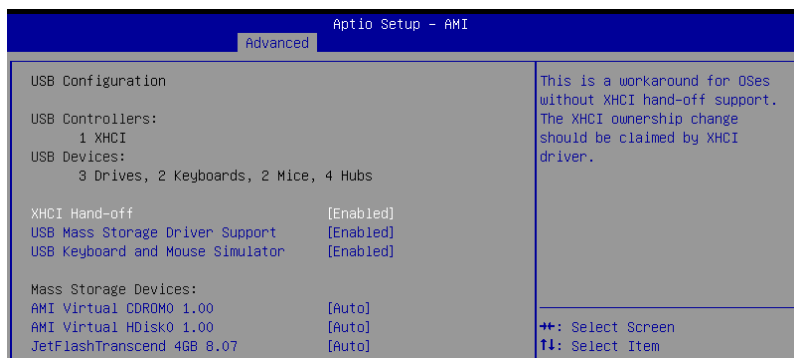 Aptio Setup – AMI
Advanced
USB Configuration
USB Controllers:
1 XHCI
USB Devices:
3 Drives, 2 Keyboards, 2 Mice, 4 Hubs
XHCI Hand-off [Enabled]
USB Mass Storage Driver Support [Enabled]
USB Keyboard and Mouse Simulator [Enabled]
Mass Storage Devices:
AMI Virtual CDROM0 1.00 [Auto]
AMI Virtual HDisk0 1.00 [Auto]
JetFlashTranscend 4GB 8.07 [Auto]
This is a workaround for OSes
without XHCI hand-off support.
The XHCI ownership change
should be claimed by XHCI
driver.
→←: Select Screen
↑↓: Select Item